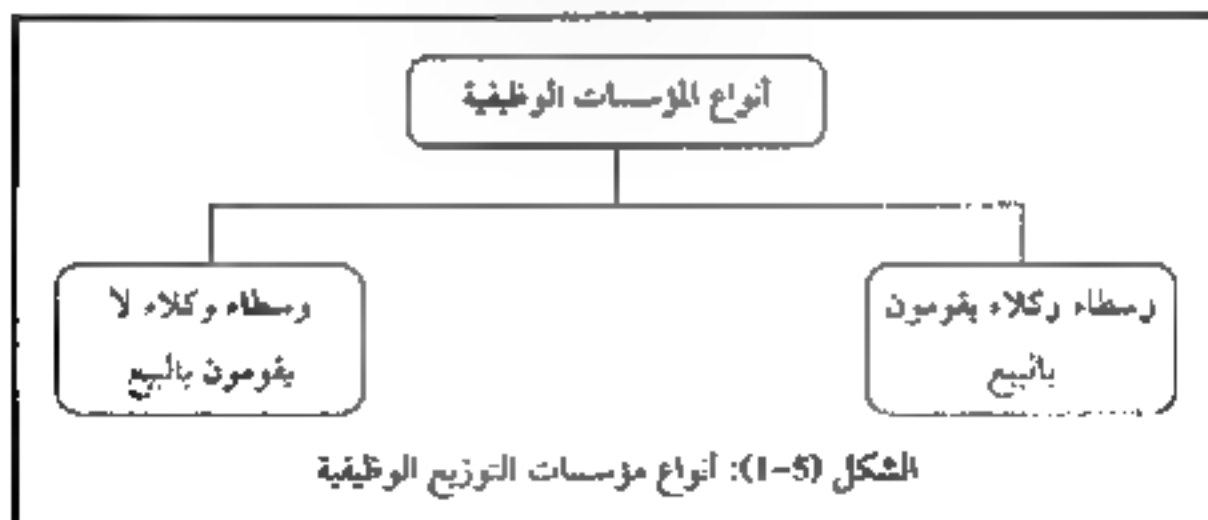 أنواع المؤسسات الوظيفية
وسطاء وكلاء يقومون
بالبيع
وسطاء وكلاء لا
يقومون بالبيع
الشكل (5-1): أنواع مؤسسات التوزيع الوظيفية